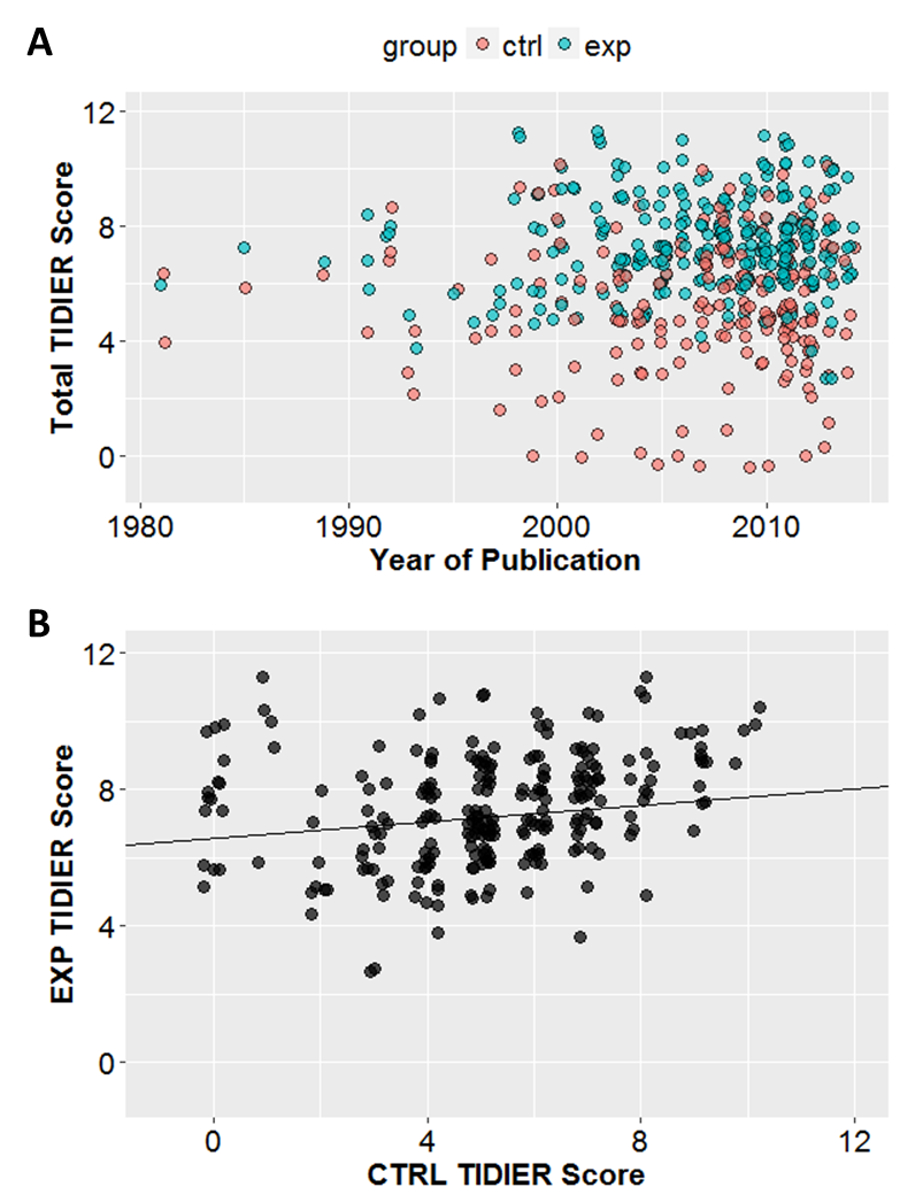 A
group ctrl exp
12
8
4
0
Total TIDIER Score
1980 1990 2000 2010
Year of Publication
B
12
8
4
0
EXP TIDIER Score
0 4 8 12
CTRL TIDIER Score